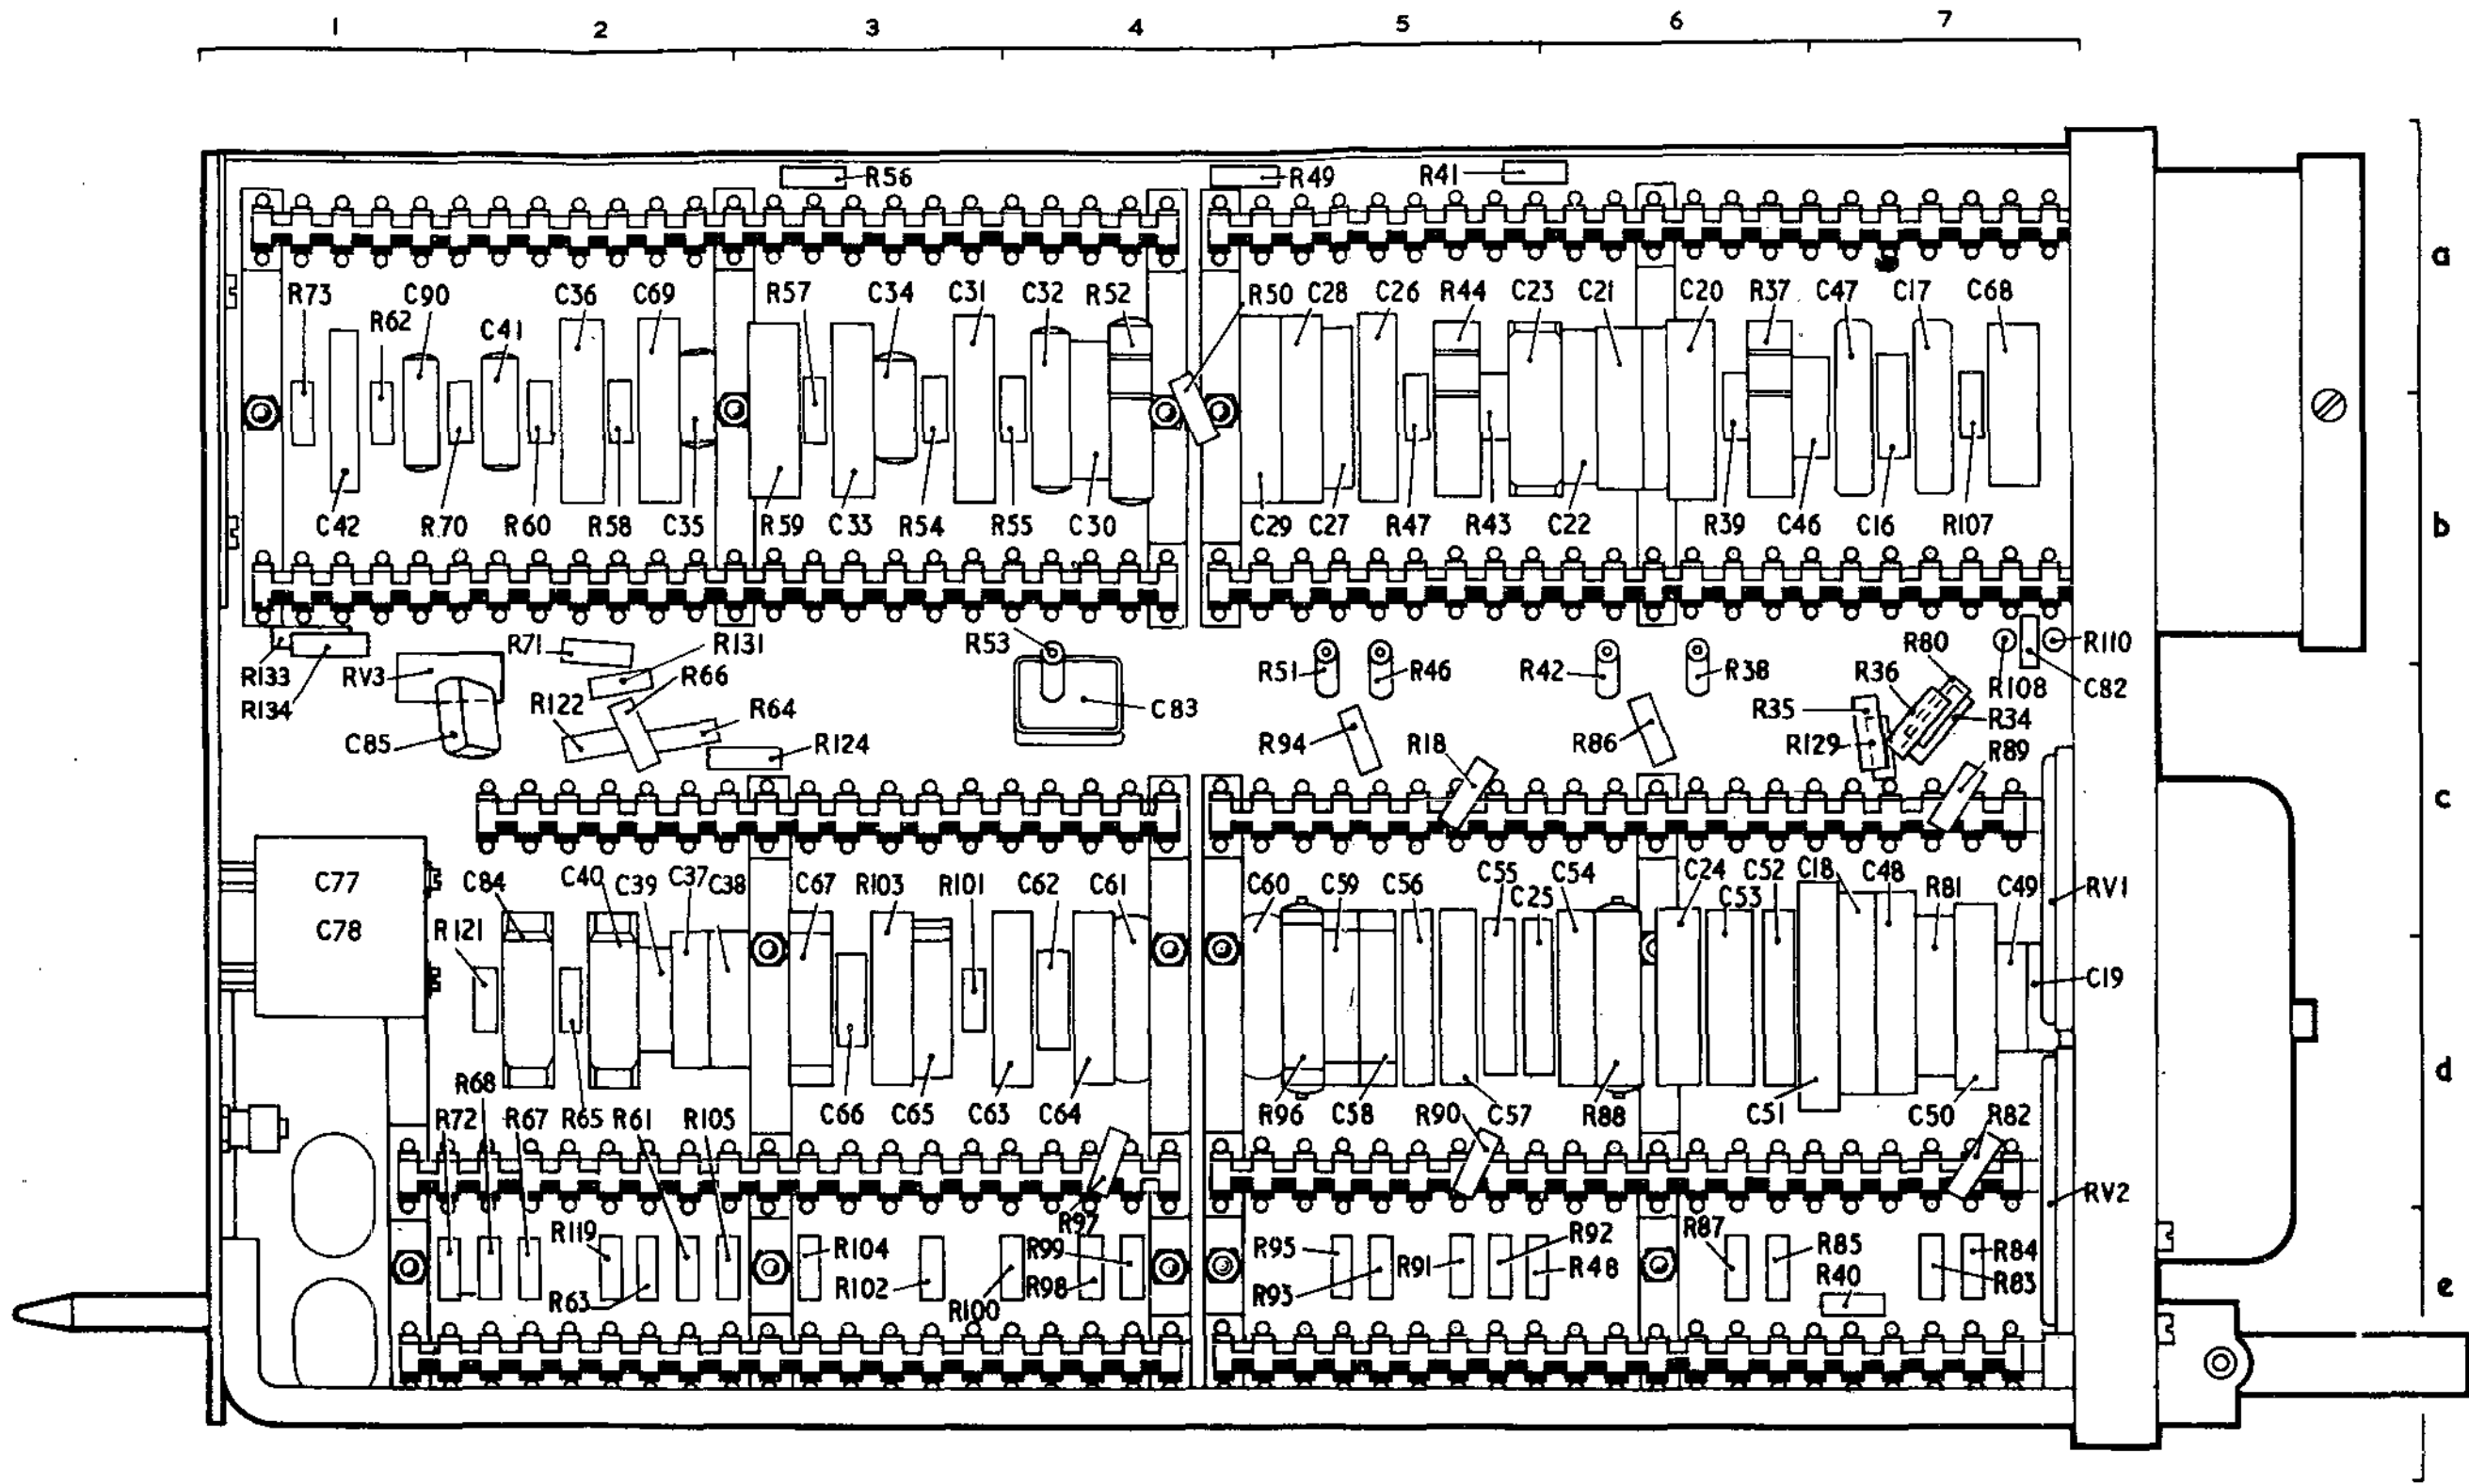 1 2 3 4 5 6 7
R56 R49 R41
a
R73 C90 C36 C69 R57 C34 C31 C32 R52 R50 C28 C26 R44 C23 C21 C20 R37 C47 C17 C68
R62 C41
C42 R70 R60 R58 C35 R59 C33 R54 R55 C30 C29 C27 R47 R43 C22 R39 C46 C16 R107
b
R71 R131 R53 R80 R110
R133 RV3 R66 R51 R46 R42 R38 R36 R108 C82
R134 R122 R64 C83 R35 R34
C85 R124 R94 R18 R86 R129 R89
c
C77 C84 C40 C39 C37 C38 C67 R103 R101 C62 C61 C60 C59 C56 C55 C25 C54 C24 C53 C52 C18 C48 R81 C49 RV1
C78 R121
C19
d
R68
R72 R67 R65 R61 R105 C66 C65 C63 C64 R96 C58 R90 C57 R88 C51 C50 R82
RV2
R97
R119 R104 R99 R95 R92 R87 R85 R84
R63 R102 R100 R98 R93 R91 R48 R40 R83
e